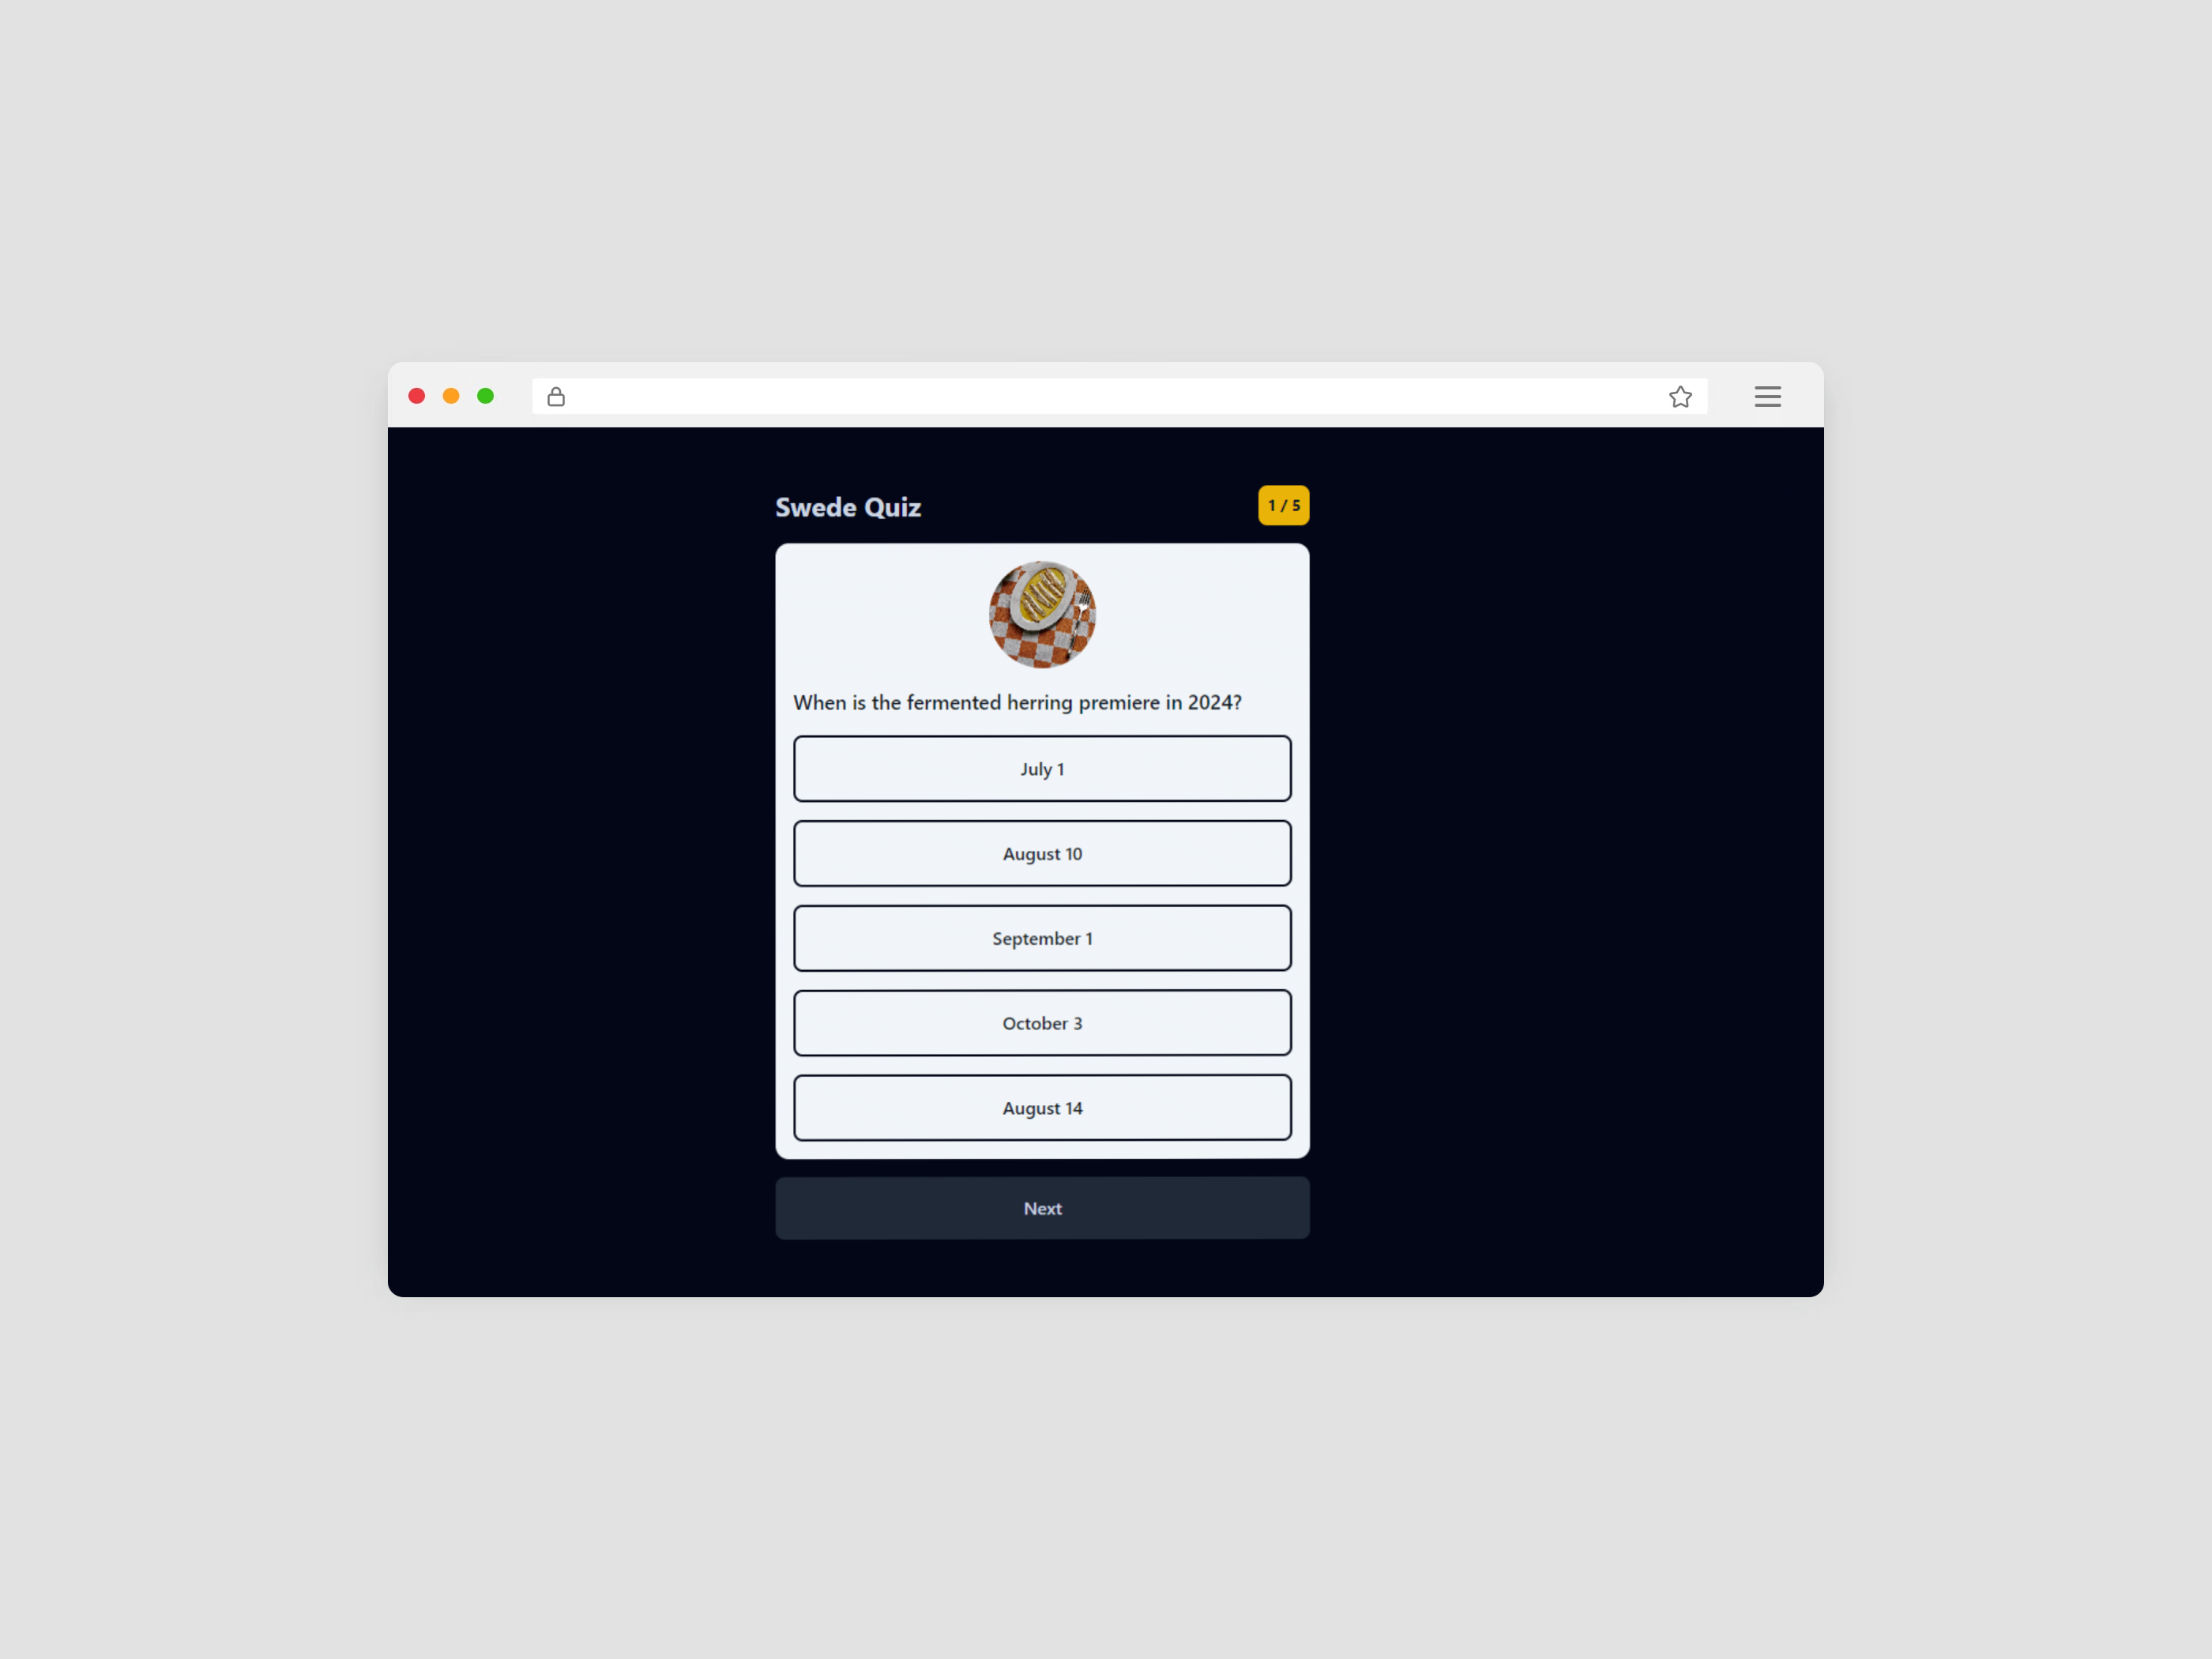 Swede Quiz
1 / 5
When is the fermented herring premiere in 2024?
July 1
August 10
September 1
October 3
August 14
Next